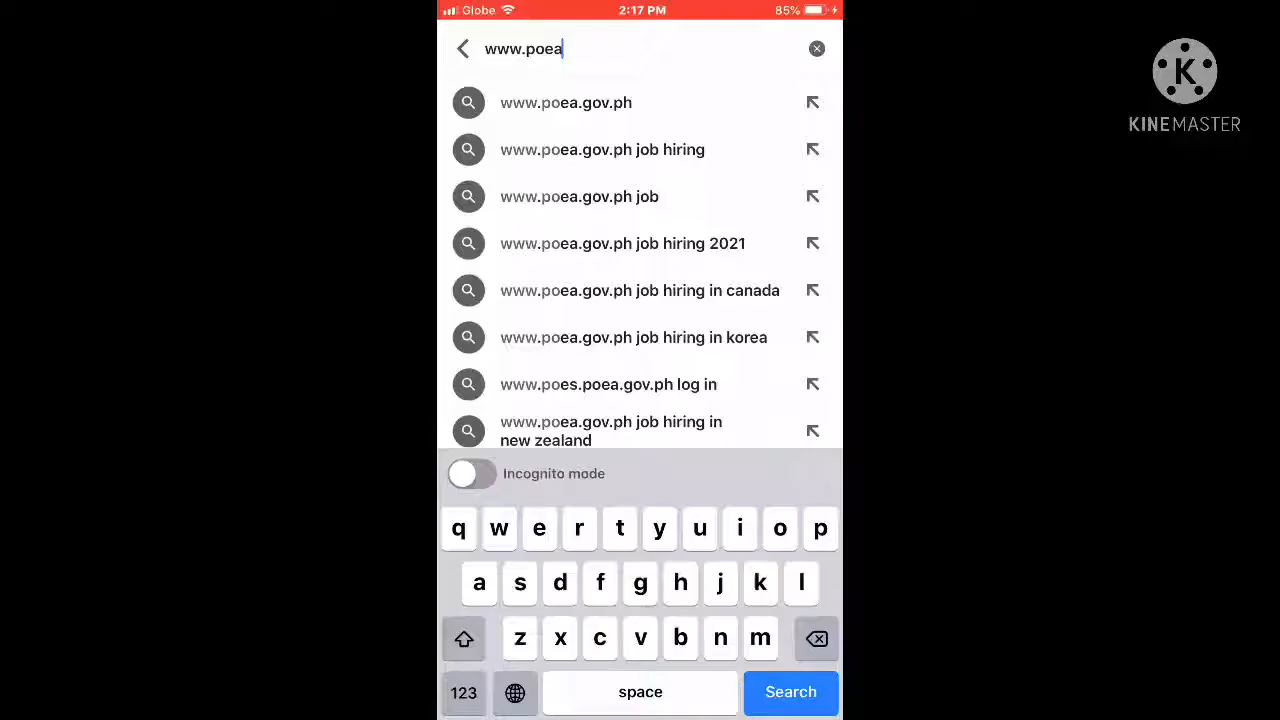 Globe 2:17 PM 85%
www.poea
www.poea.gov.ph
www.poea.gov.ph job hiring
www.poea.gov.ph job
www.poea.gov.ph job hiring 2021
www.poea.gov.ph job hiring in canada
www.poea.gov.ph job hiring in korea
www.poes.poea.gov.ph log in
www.poea.gov.ph job hiring in
new zealand
Incognito mode
q w e r t y u i o p
a s d f g h j k l
z x c v b n m
123 space Search
K
KINEMASTER